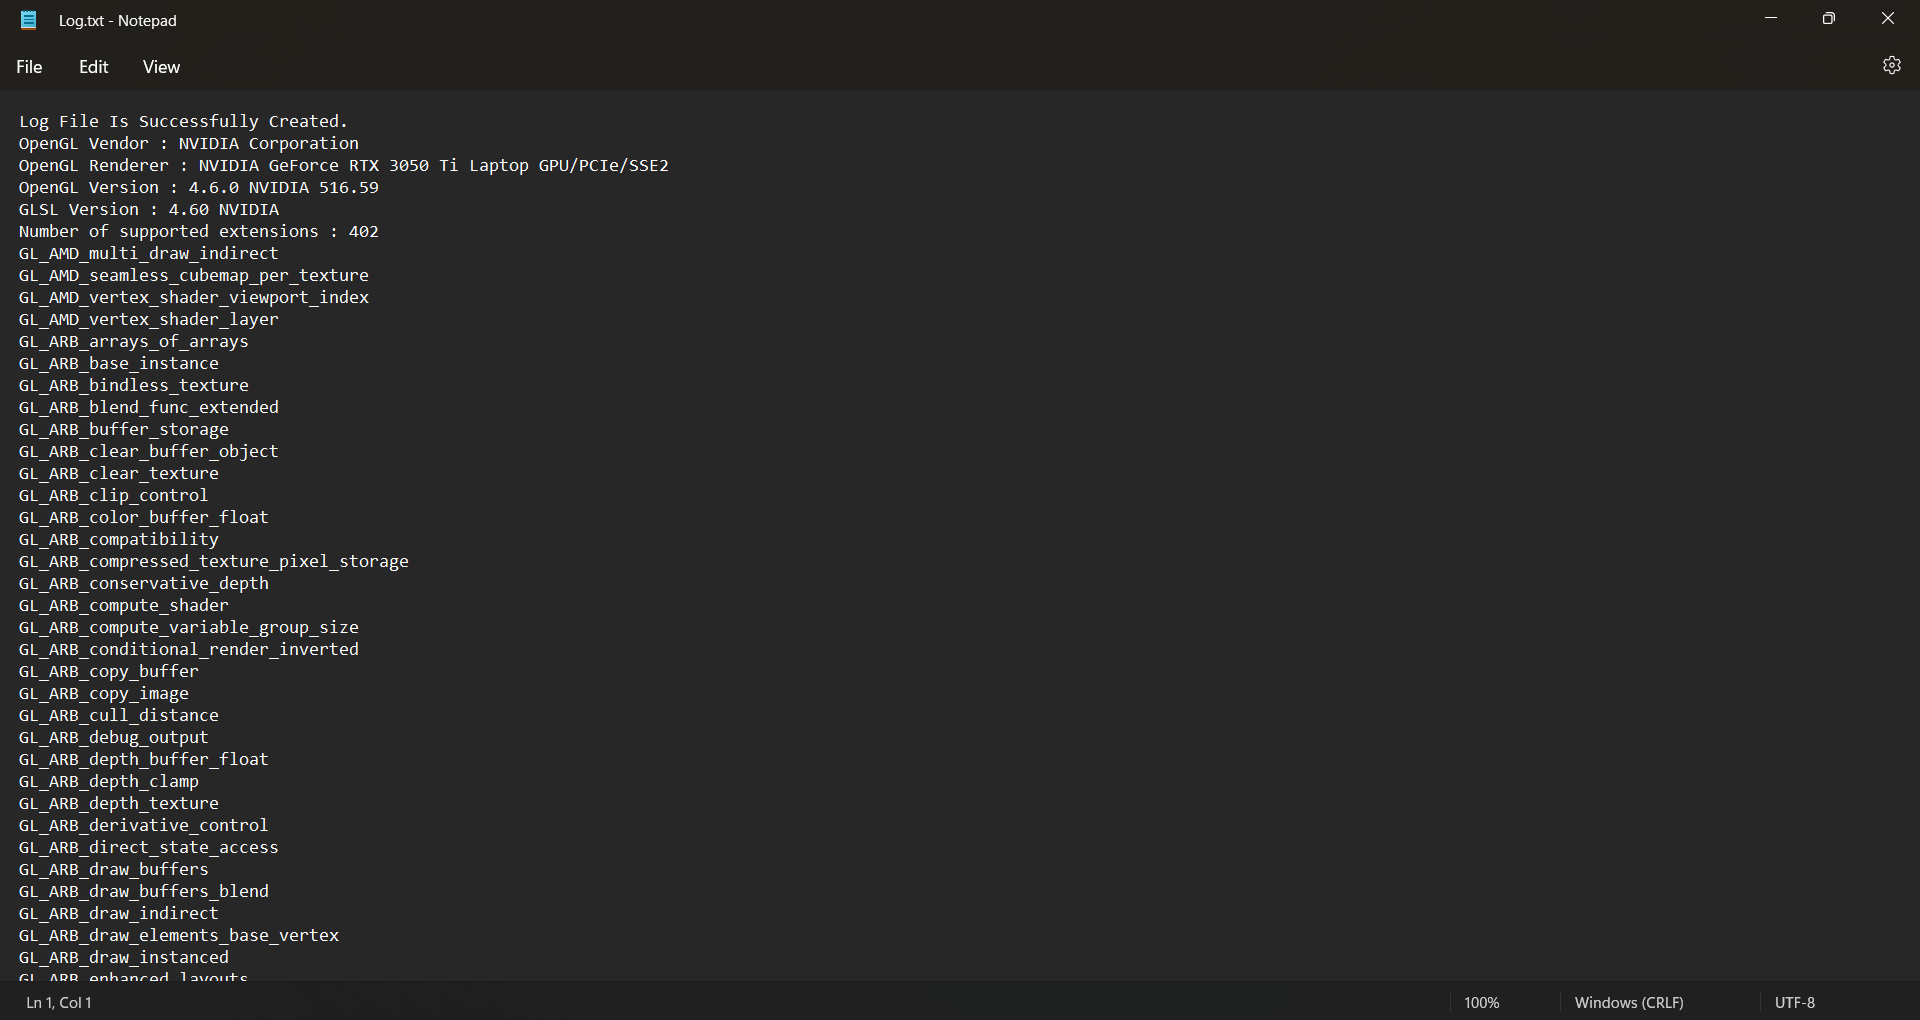 Log.txt - Notepad
File Edit View
Log File Is Successfully Created.
OpenGL Vendor : NVIDIA Corporation
OpenGL Renderer : NVIDIA GeForce RTX 3050 Ti Laptop GPU/PCIe/SSE2
OpenGL Version : 4.6.0 NVIDIA 516.59
GLSL Version : 4.60 NVIDIA
Number of supported extensions : 402
GL_AMD_multi_draw_indirect
GL_AMD_seamless_cubemap_per_texture
GL_AMD_vertex_shader_viewport_index
GL_AMD_vertex_shader_layer
GL_ARB_arrays_of_arrays
GL_ARB_base_instance
GL_ARB_bindless_texture
GL_ARB_blend_func_extended
GL_ARB_buffer_storage
GL_ARB_clear_buffer_object
GL_ARB_clear_texture
GL_ARB_clip_control
GL_ARB_color_buffer_float
GL_ARB_compatibility
GL_ARB_compressed_texture_pixel_storage
GL_ARB_conservative_depth
GL_ARB_compute_shader
GL_ARB_compute_variable_group_size
GL_ARB_conditional_render_inverted
GL_ARB_copy_buffer
GL_ARB_copy_image
GL_ARB_cull_distance
GL_ARB_debug_output
GL_ARB_depth_buffer_float
GL_ARB_depth_clamp
GL_ARB_depth_texture
GL_ARB_derivative_control
GL_ARB_direct_state_access
GL_ARB_draw_buffers
GL_ARB_draw_buffers_blend
GL_ARB_draw_indirect
GL_ARB_draw_elements_base_vertex
GL_ARB_draw_instanced
GL_ARB_enhanced_layouts
Ln 1, Col 1 100% Windows (CRLF) UTF-8